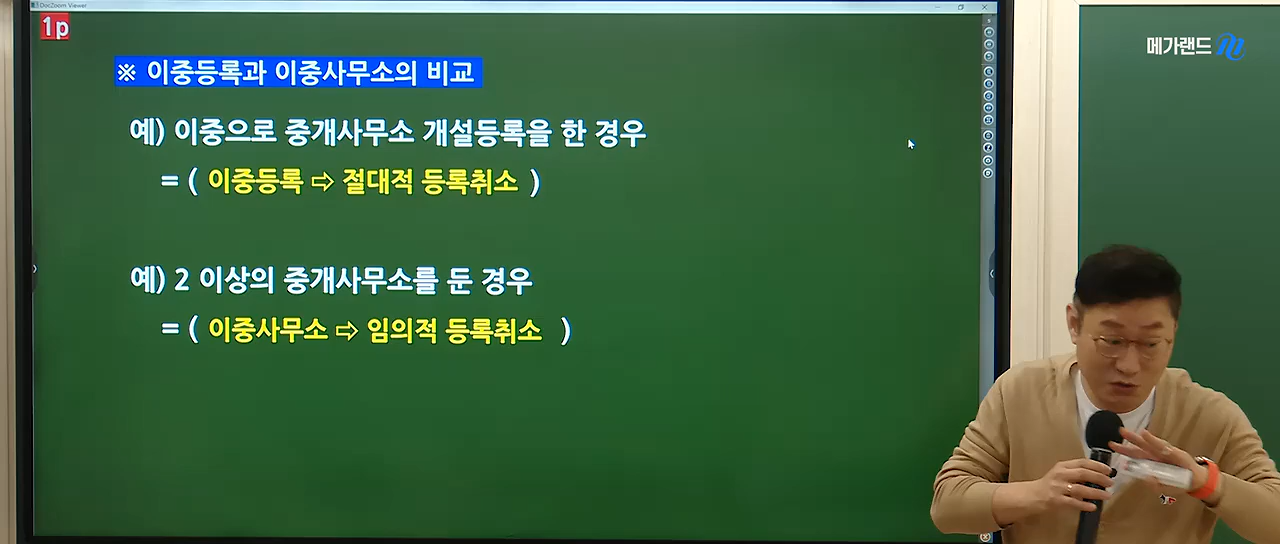 DocZoom Viewer
1p
메가랜드
※ 이중등록과 이중사무소의 비교
예) 이중으로 중개사무소 개설등록을 한 경우
= ( 이중등록 ⇨ 절대적 등록취소 )
예) 2 이상의 중개사무소를 둔 경우
= ( 이중사무소 ⇨ 임의적 등록취소 )